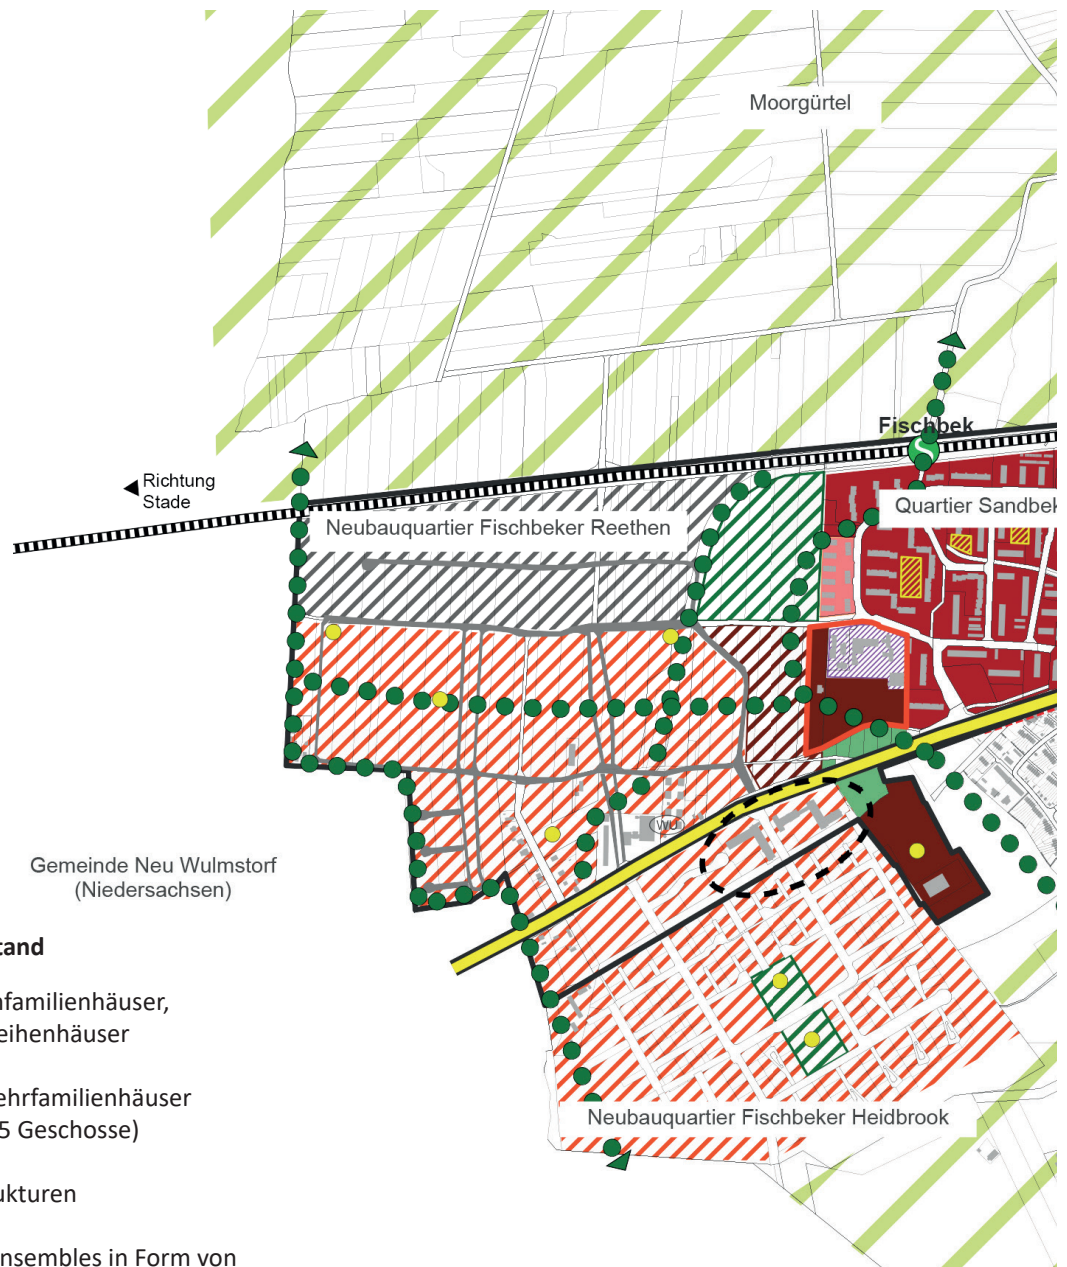 Moorgürtel
Fischbek
S
Richtung
Stade
Quartier Sandbek
Neubauquartier Fischbeker Reethen
WU
Gemeinde Neu Wulmstorf
(Niedersachsen)
tand
nfamilienhäuser,
eihenhäuser
ehrfamilienhäuser
5 Geschosse)
Neubauquartier Fischbeker Heidbrook
ukturen
nsembles in Form von